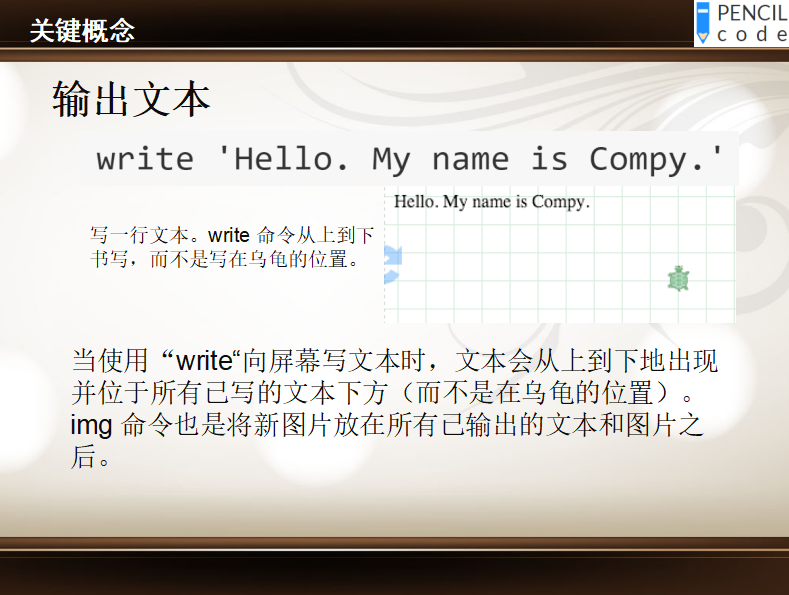 关键概念
PENCIL
code
输出文本
write 'Hello. My name is Compy.'
Hello. My name is Compy.
写一行文本。write 命令从上到下
书写，而不是写在乌龟的位置。
当使用“write“向屏幕写文本时，文本会从上到下地出现
并位于所有已写的文本下方（而不是在乌龟的位置）。
img 命令也是将新图片放在所有已输出的文本和图片之
后。